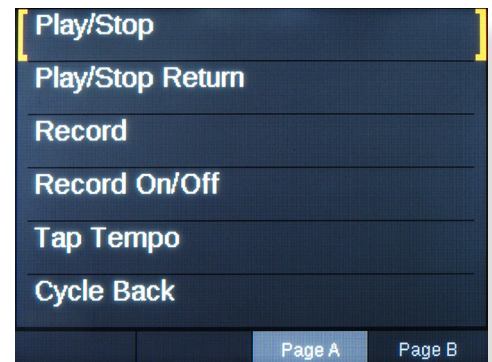 Play/Stop
Play/Stop Return
Record
Record On/Off
Tap Tempo
Cycle Back
Page A Page B